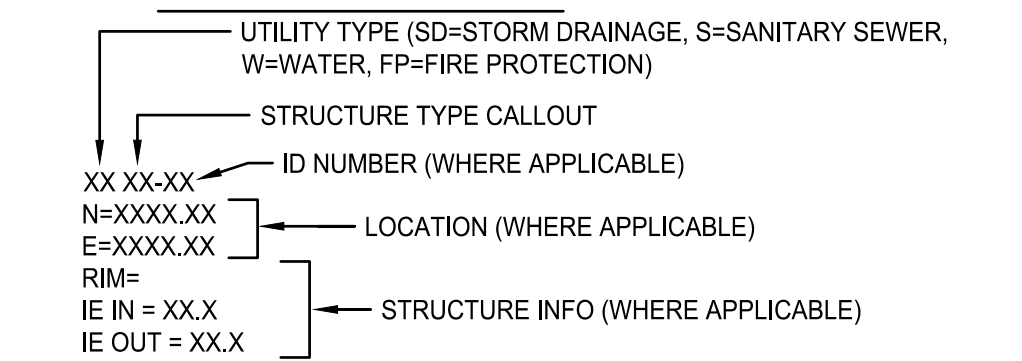 UTILITY TYPE (SD=STORM DRAINAGE, S=SANITARY SEWER,
W=WATER, FP=FIRE PROTECTION)
STRUCTURE TYPE CALLOUT
ID NUMBER (WHERE APPLICABLE)
XX XX-XX
N=XXXX.XX
E=XXXX.XX
LOCATION (WHERE APPLICABLE)
RIM=
IE IN = XX.X
IE OUT = XX.X
STRUCTURE INFO (WHERE APPLICABLE)